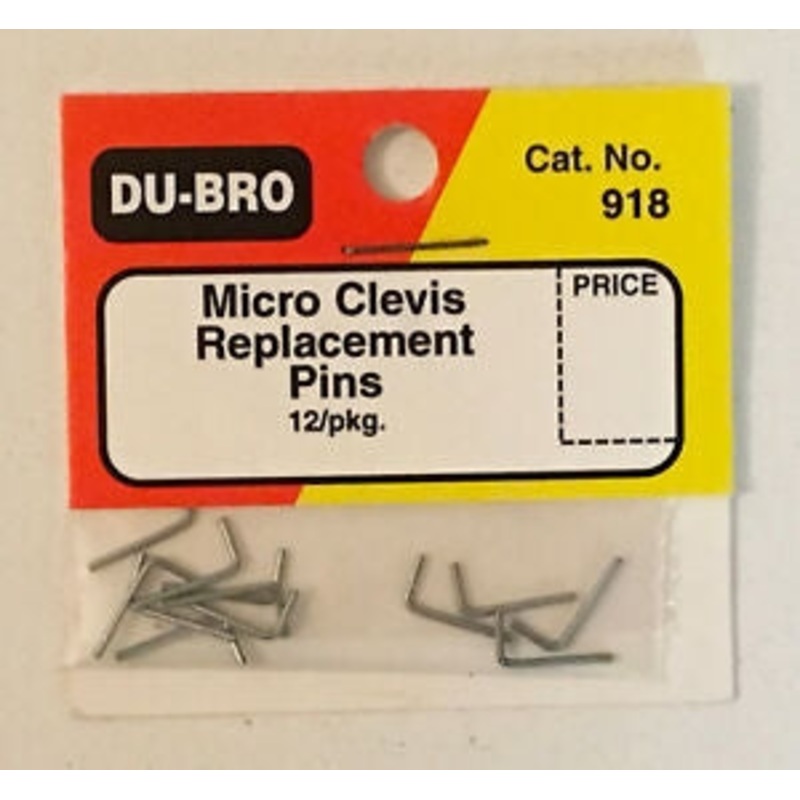 DU-BRO
Cat. No.
918
Micro Clevis
Replacement
Pins
12/pkg.
PRICE